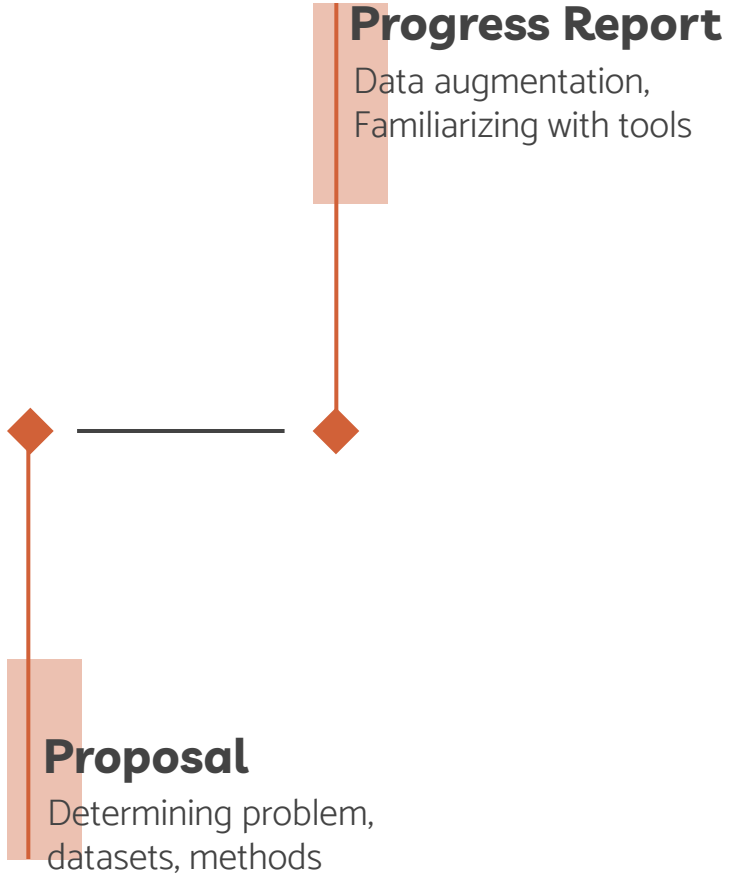 Progress Report
Data augmentation,
Familiarizing with tools
Proposal
Determining problem,
datasets, methods